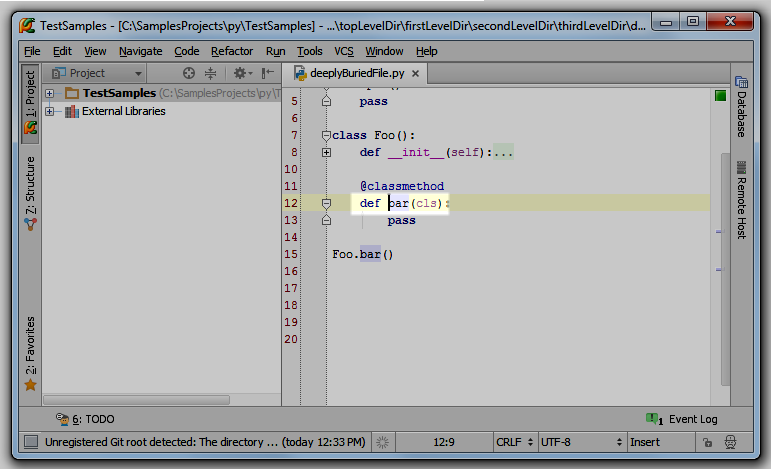 TestSamples - [C:\SamplesProjects\py\TestSamples] - ...\topLevelDir\firstLevelDir\secondLevelDir\thirdLevelDir\d...
File Edit View Navigate Code Refactor Run Tools VCS Window Help
1: Project
Z: Structure
2: Favorites
Project
TestSamples (C:\SamplesProjects\py\T
External Libraries
deeplyBuriedFile.py
5 pass
6
7 class Foo():
8 def __init__(self):...
10
11 @classmethod
12 def bar(cls):
13 pass
14
15 Foo.bar()
16
17
18
19
20
Database
Remote Host
6: TODO
1 Event Log
Unregistered Git root detected: The directory ... (today 12:33 PM) 12:9 CRLF UTF-8 Insert